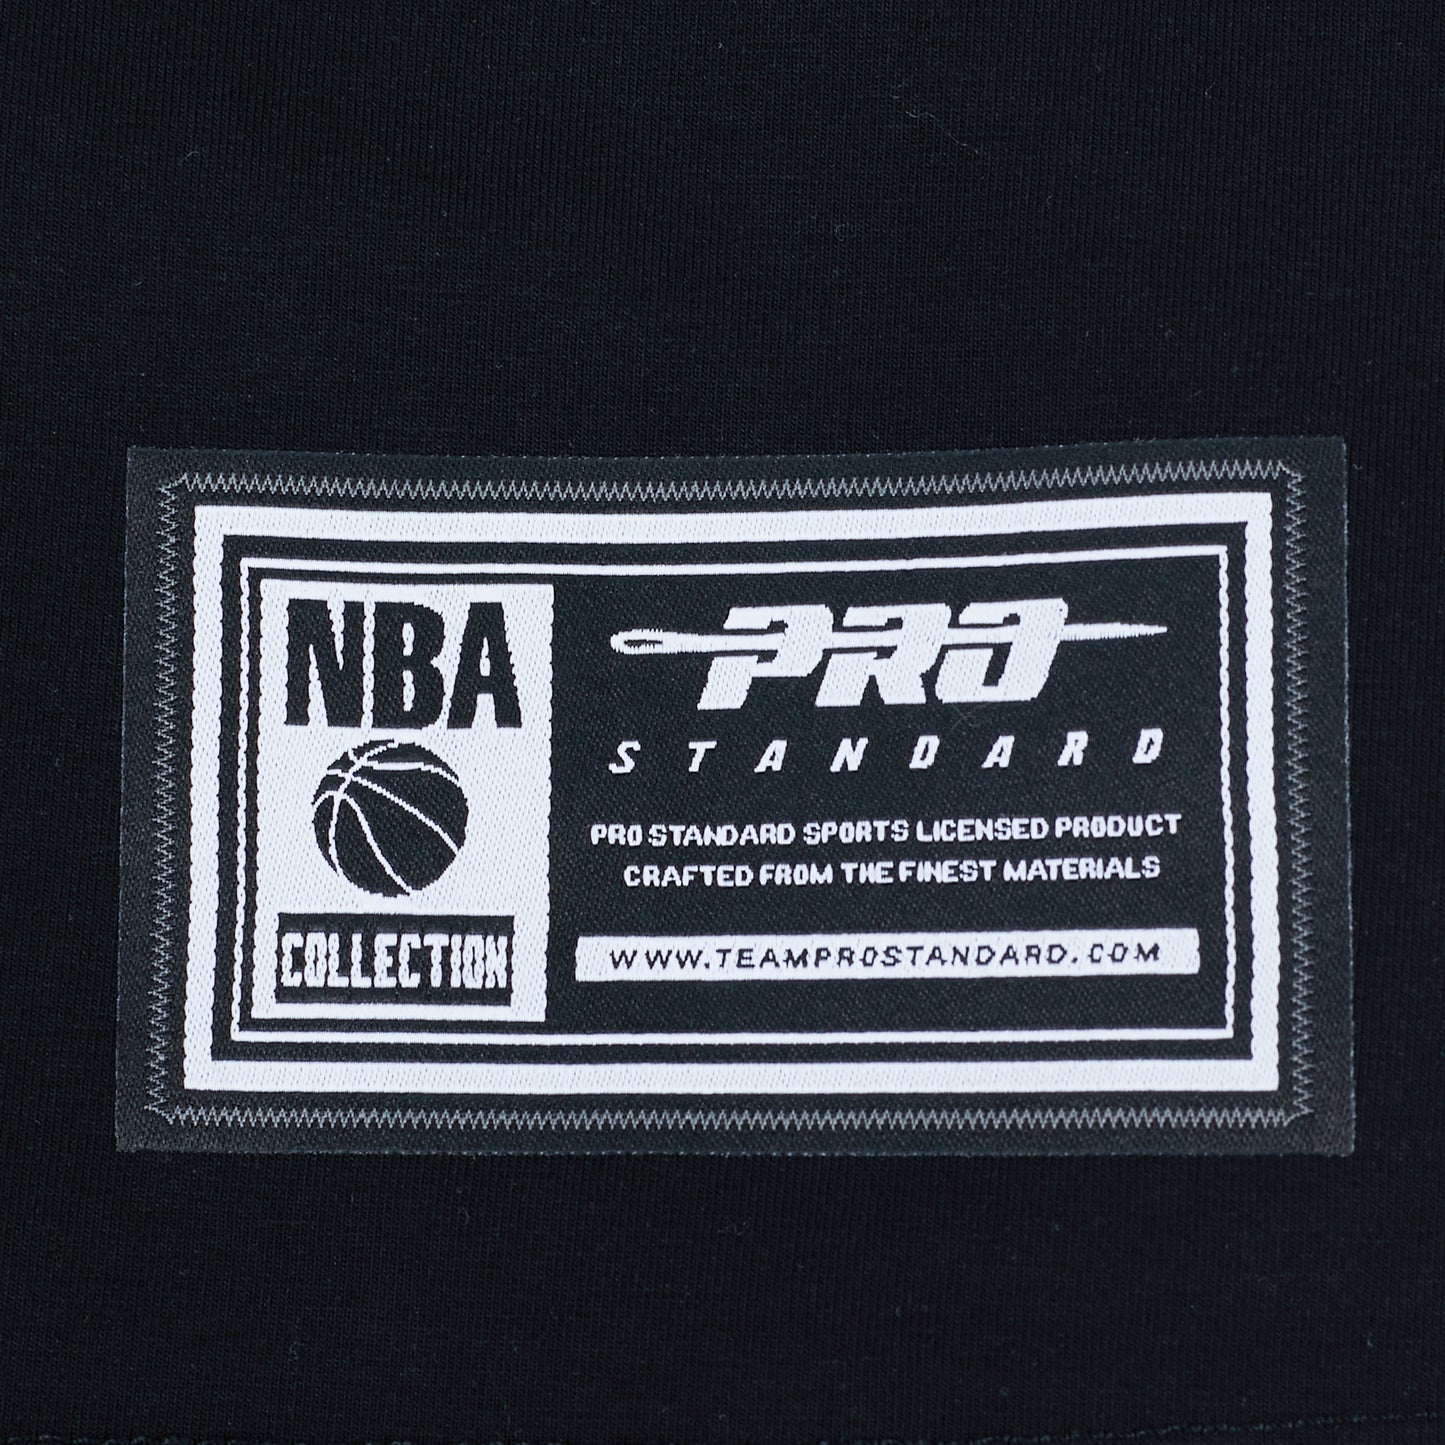 NBA
COLLECTION
PRO
STANDARD
PRO STANDARD SPORTS LICENSED PRODUCT
CRAFTED FROM THE FINEST MATERIALS
WWW.TEAMPROSTANDARD.COM